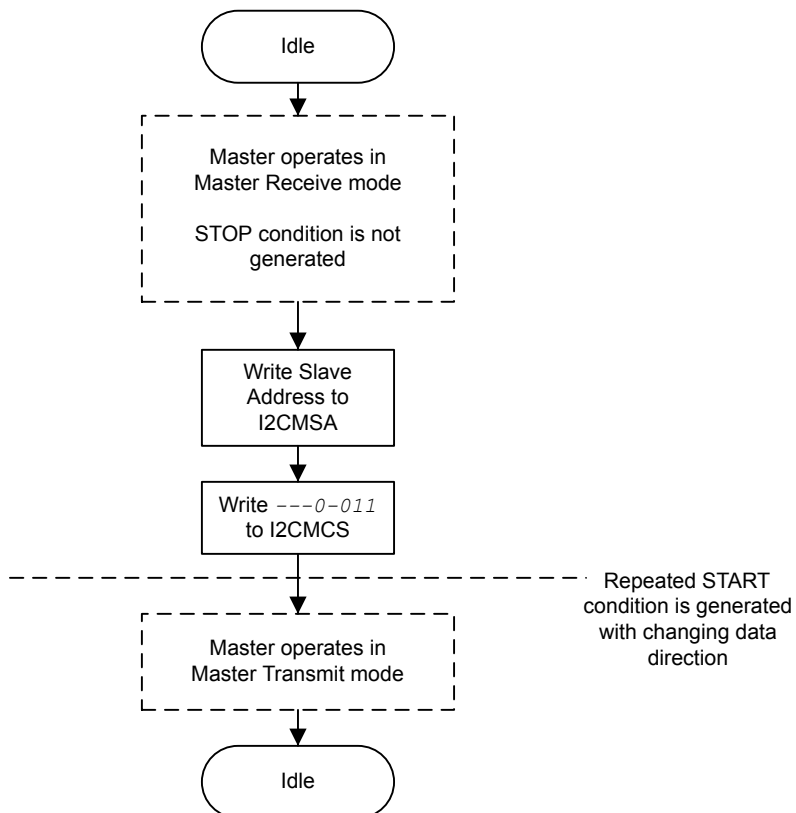 Idle
Master operates in
Master Receive mode
STOP condition is not
generated
Write Slave
Address to
I2CMSA
Write ---0-011
to I2CMCS
Repeated START
condition is generated
with changing data
direction
Master operates in
Master Transmit mode
Idle